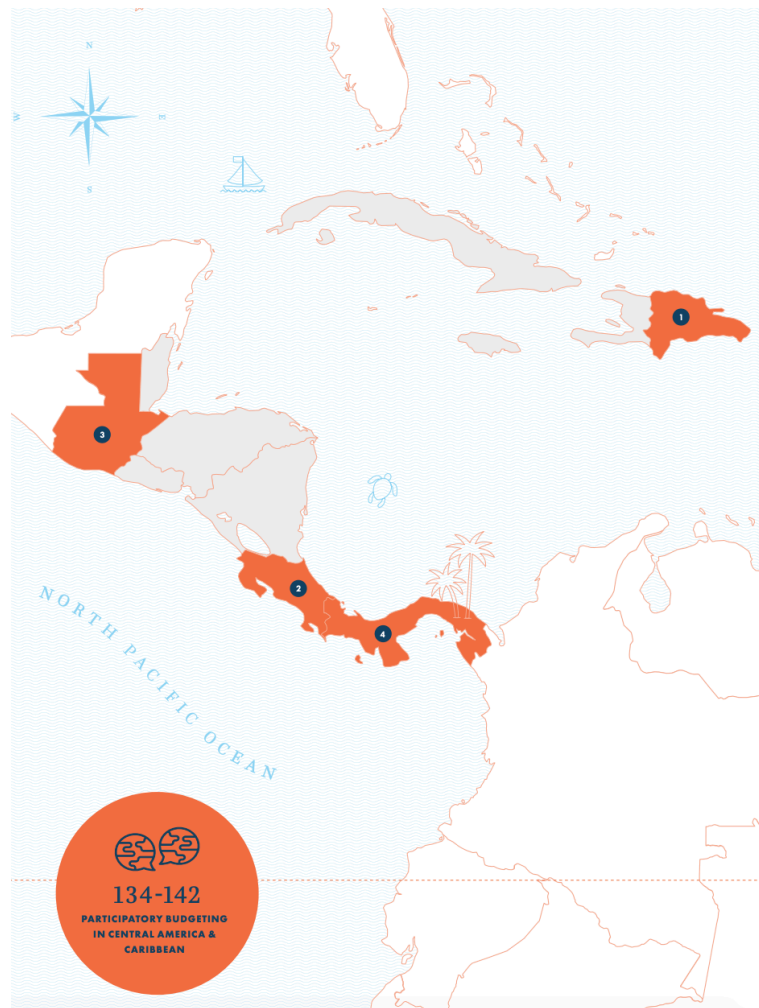 N
W
E
S
1
3
2
4
NORTH PACIFIC OCEAN
134-142
PARTICIPATORY BUDGETING
IN CENTRAL AMERICA &
CARIBBEAN